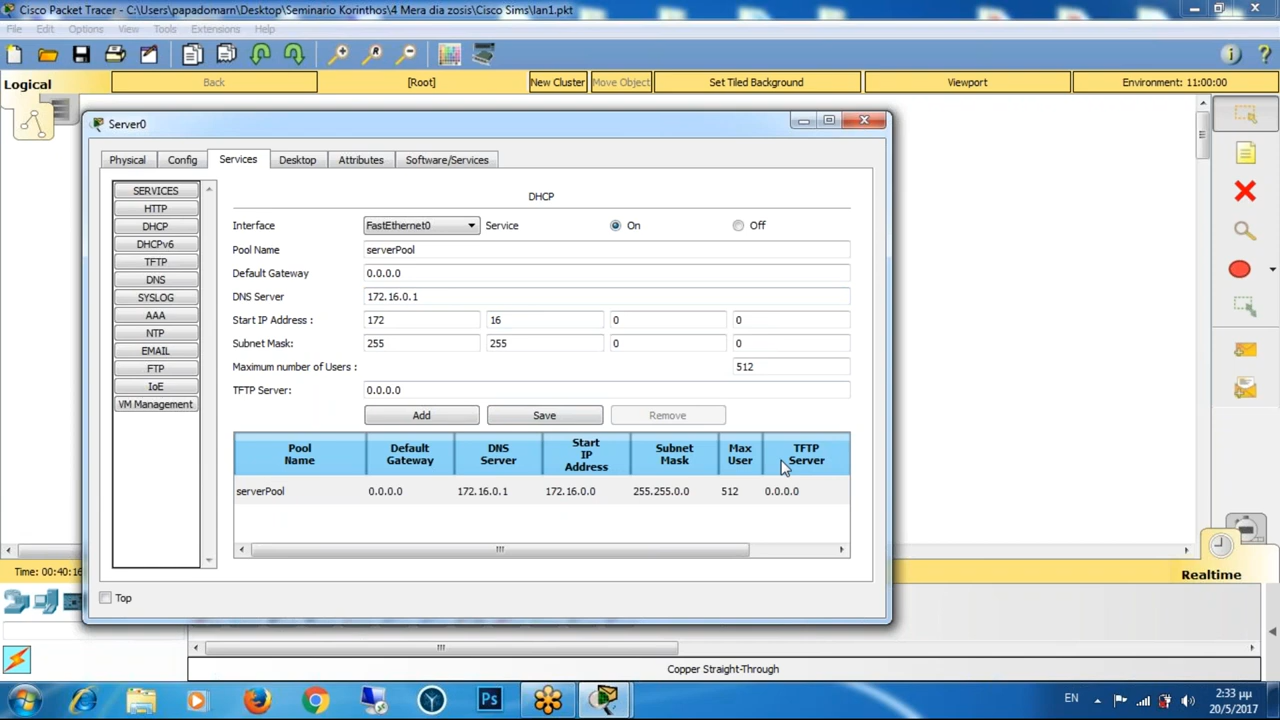 Cisco Packet Tracer - C:\Users\papadomarn\Desktop\Seminario Korinthos\4 Mera dia zosis\Cisco Sims\lan1.pkt
File Edit Options View Tools Extensions Help
Logical
Back
[Root]
New Cluster
Move Object
Set Tiled Background
Viewport
Environment: 11:00:00
Server0
Physical Config Services Desktop Attributes Software/Services
SERVICES
HTTP
DHCP
DHCPv6
TFTP
DNS
SYSLOG
AAA
NTP
EMAIL
FTP
IoE
VM Management
DHCP
Interface FastEthernet0 Service On Off
Pool Name serverPool
Default Gateway 0.0.0.0
DNS Server 172.16.0.1
Start IP Address : 172 16 0 0
Subnet Mask: 255 255 0 0
Maximum number of Users : 512
TFTP Server: 0.0.0.0
Add Save Remove
Pool Name
Default Gateway
DNS Server
Start IP Address
Subnet Mask
Max User
TFTP Server
serverPool 0.0.0.0 172.16.0.1 172.16.0.0 255.255.0.0 512 0.0.0.0
Top
Time: 00:40:16
Realtime
Copper Straight-Through
Ps
EN
2:33 μμ
20/5/2017